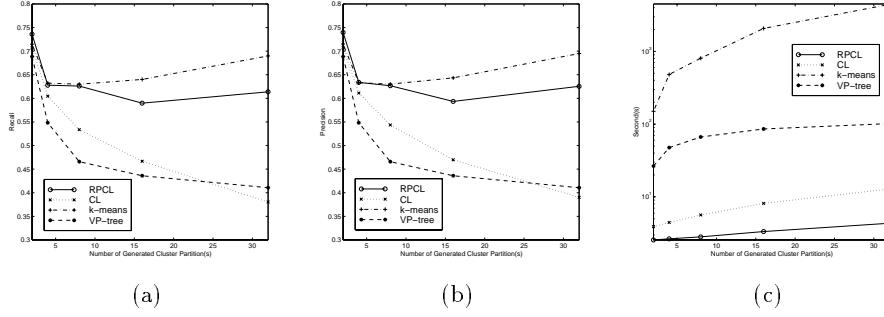 0.8
0.75
0.7
0.65
0.6
0.55
0.5
0.45
0.4
0.35
0.3
Recall
RPCL
CL
k−means
VP−tree
5 10 15 20 25 30
Number of Generated Cluster Partition(s)
(a)
0.8
0.75
0.7
0.65
0.6
0.55
0.5
0.45
0.4
0.35
0.3
Precision
RPCL
CL
k−means
VP−tree
5 10 15 20 25 30
Number of Generated Cluster Partition(s)
(b)
10³
10²
10¹
Second(s)
RPCL
CL
k−means
VP−tree
5 10 15 20 25 30
Number of Generated Cluster Partition(s)
(c)